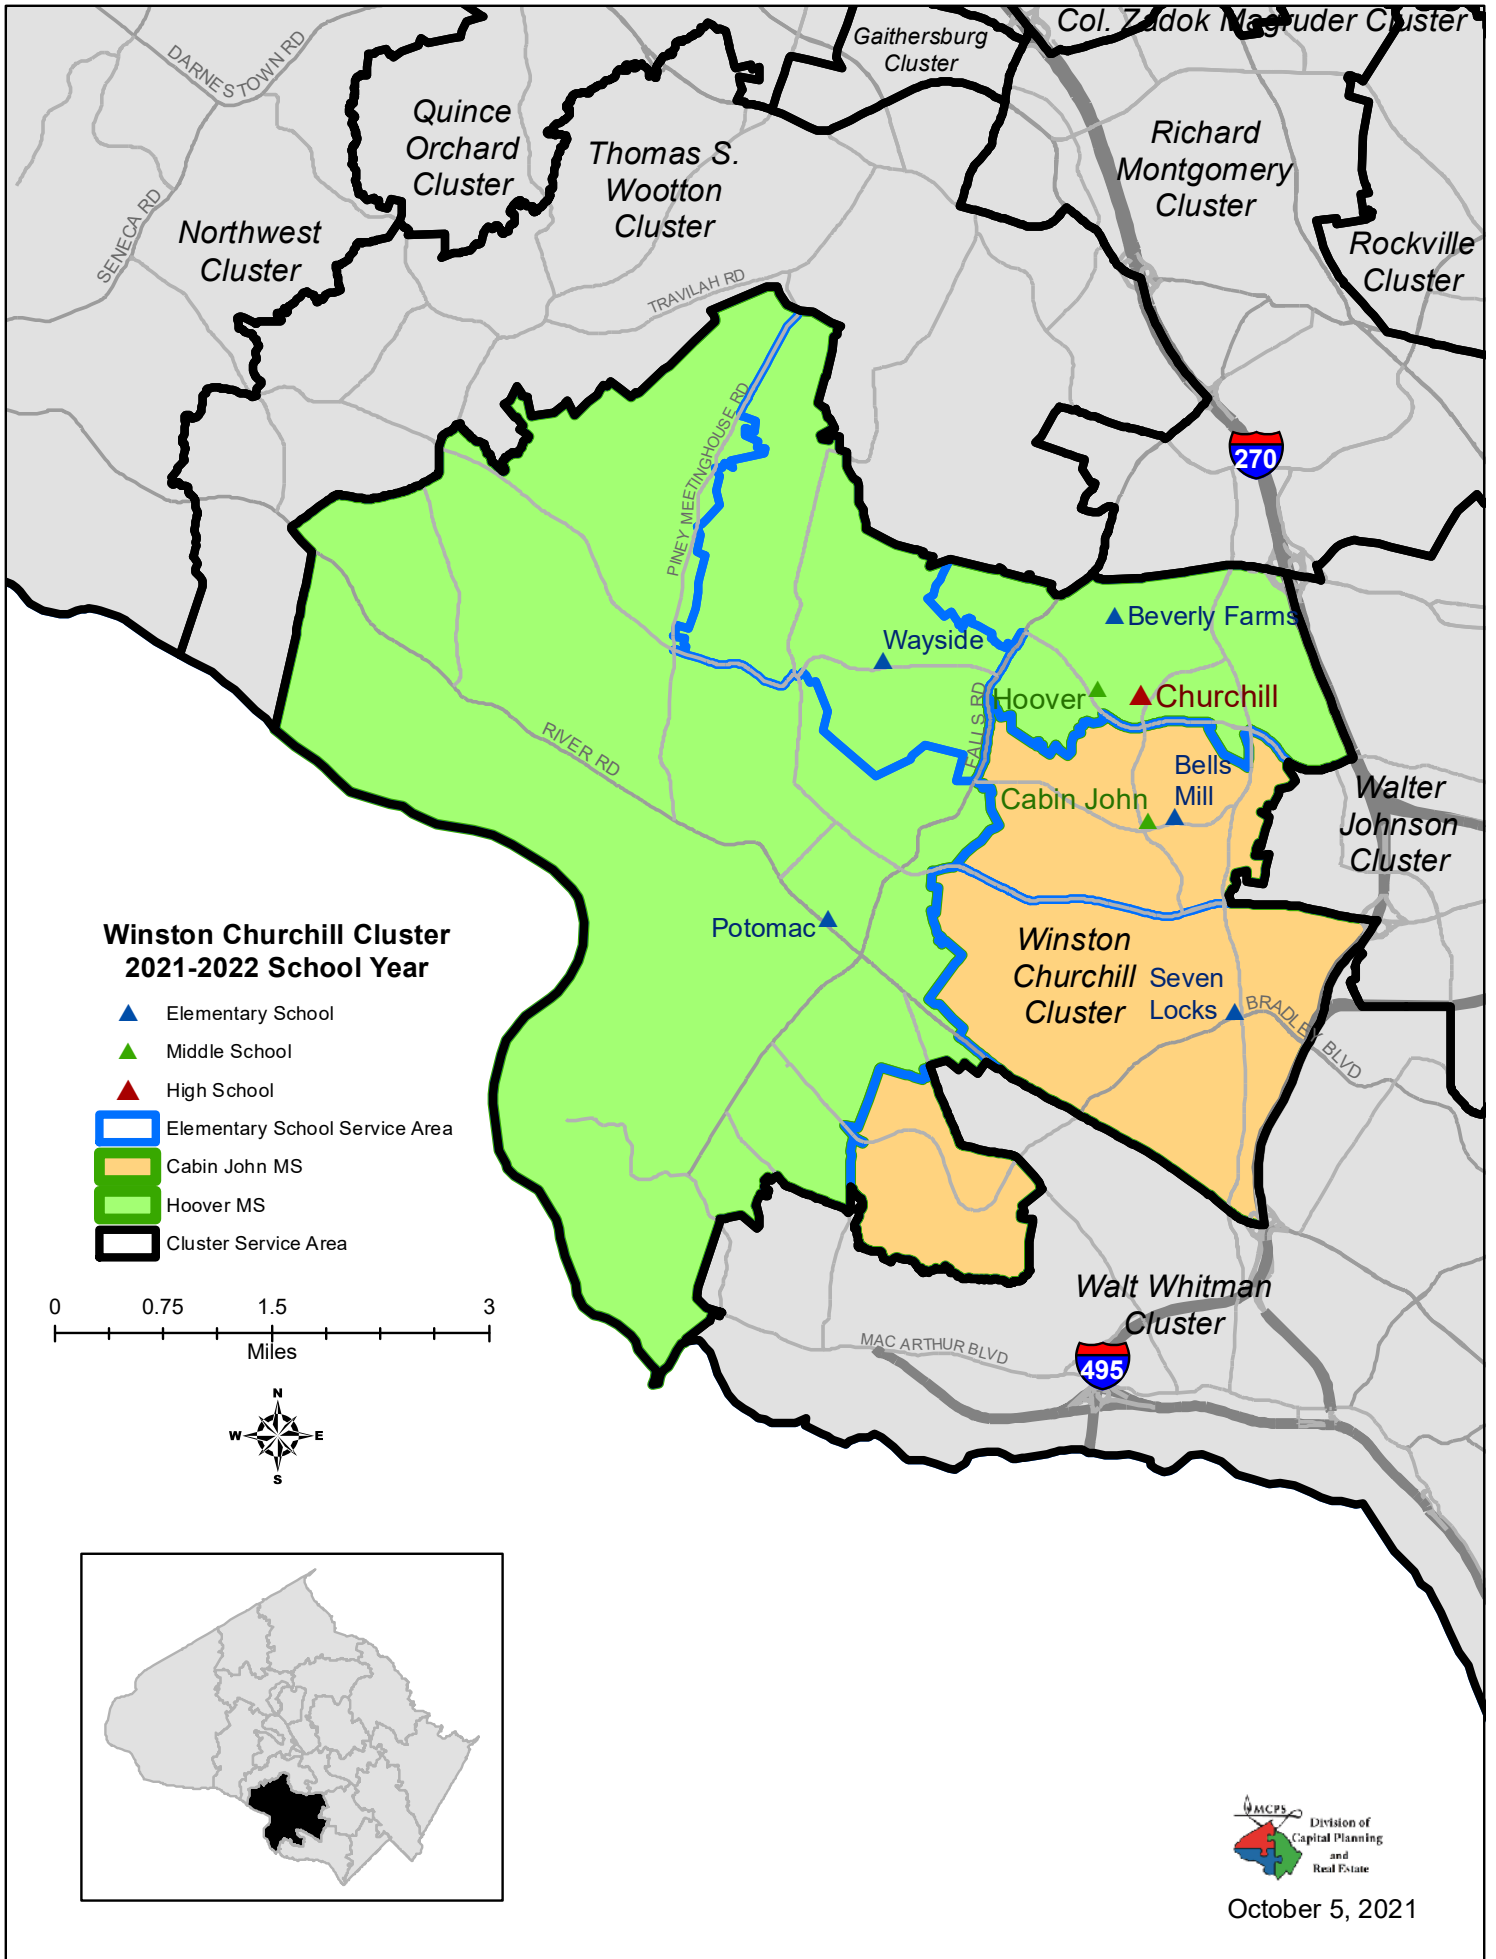 Col. Zadok Magruder Cluster
Gaithersburg
Cluster
DARNESTOWN RD
Quince
Orchard
Cluster
Thomas S.
Wootton
Cluster
Richard
Montgomery
Cluster
SENECA RD
Northwest
Cluster
Rockville
Cluster
TRAVILAH RD
PINEY MEETINGHOUSE RD
270
Beverly Farms
Wayside
Hoover
Churchill
FALLS RD
RIVER RD
Bells
Mill
Cabin John
Walter
Johnson
Cluster
Potomac
Winston
Churchill
Cluster
Seven
Locks
BRADLEY BLVD
Winston Churchill Cluster
2021-2022 School Year
Elementary School
Middle School
High School
Elementary School Service Area
Cabin John MS
Hoover MS
Cluster Service Area
0 0.75 1.5 3
Miles
Walt Whitman
Cluster
MAC ARTHUR BLVD
495
N
W E
S
MCPS
Division of
Capital Planning
and
Real Estate
October 5, 2021